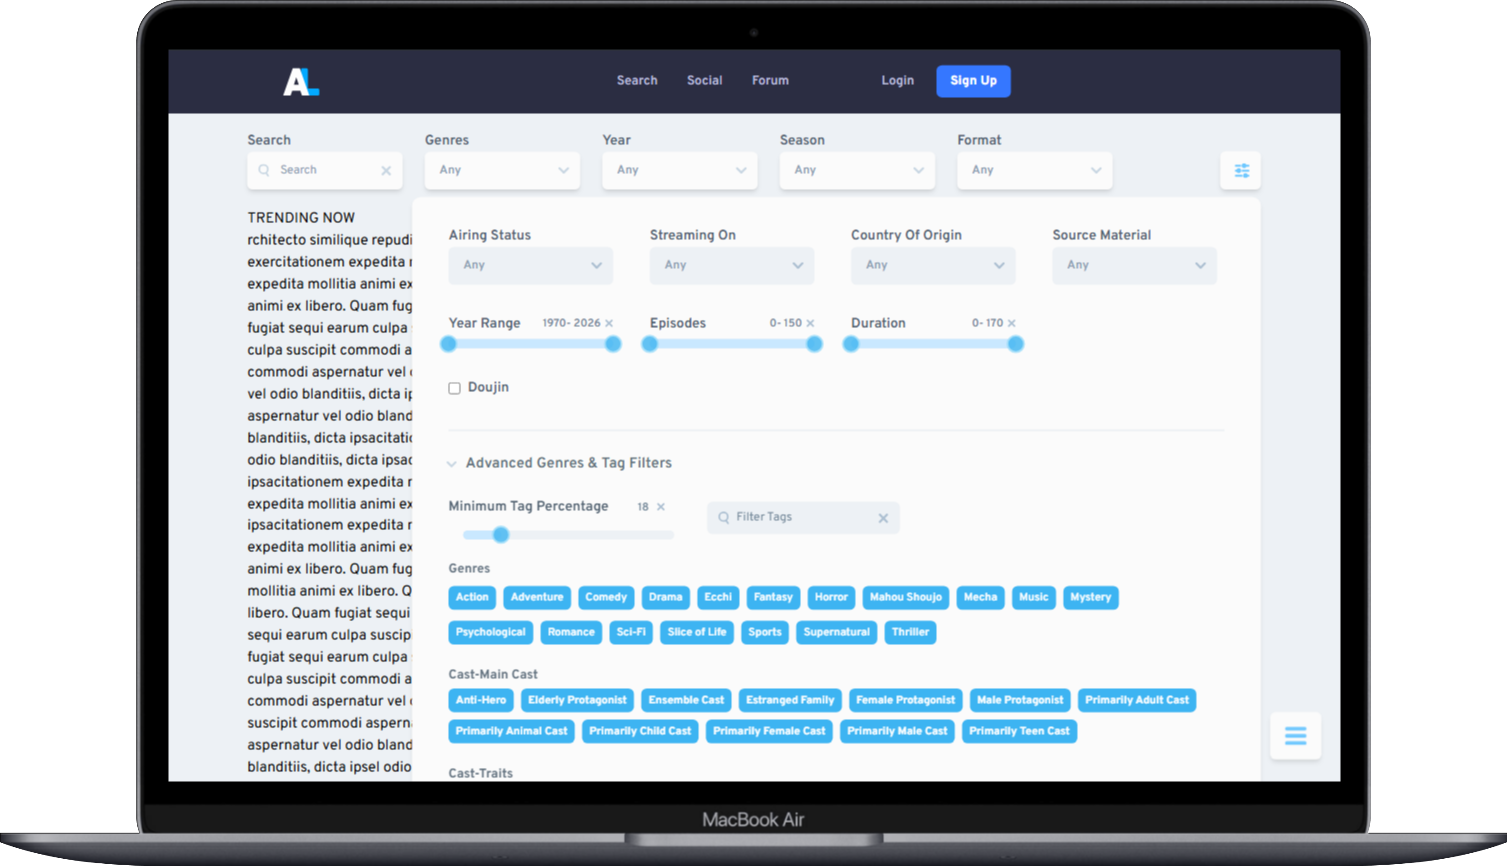 AL
Search Social Forum Login Sign Up
Search Genres Year Season Format
Search Any Any Any Any
TRENDING NOW
rchitecto similique repudi
exercitationem expedita
expedita mollitia animi ex
animi ex libero. Quam fug
fugiat sequi earum culpa
culpa suscipit commodi a
commodi aspernatur vel
vel odio blanditiis, dicta ip
aspernatur vel odio bland
blanditiis, dicta ipsacitatio
odio blanditiis, dicta ipsac
ipsacitationem expedita
expedita mollitia animi ex
ipsacitationem expedita
expedita mollitia animi ex
animi ex libero. Quam fug
mollitia animi ex libero. Q
libero. Quam fugiat sequi
sequi earum culpa suscip
fugiat sequi earum culpa
culpa suscipit commodi a
commodi aspernatur vel
suscipit commodi aspern
aspernatur vel odio bland
blanditiis, dicta ipsel odio
Airing Status Streaming On Country Of Origin Source Material
Any Any Any Any
Year Range 1970- 2026 Episodes 0- 150 Duration 0- 170
Doujin
Advanced Genres & Tag Filters
Minimum Tag Percentage 18 Filter Tags
Genres
Action Adventure Comedy Drama Ecchi Fantasy Horror Mahou Shoujo Mecha Music Mystery
Psychological Romance Sci-Fi Slice of Life Sports Supernatural Thriller
Cast-Main Cast
Anti-Hero Elderly Protagonist Ensemble Cast Estranged Family Female Protagonist Male Protagonist Primarily Adult Cast
Primarily Animal Cast Primarily Child Cast Primarily Female Cast Primarily Male Cast Primarily Teen Cast
Cast-Traits
MacBook Air